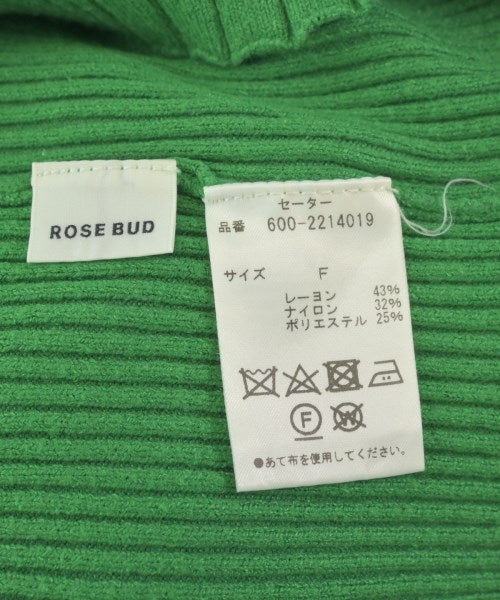 ROSE BUD
セーター
品番 600-2214019
サイズ F
レーヨン 43%
ナイロン 32%
ポリエステル 25%
F
W
●あて布を使用してください。